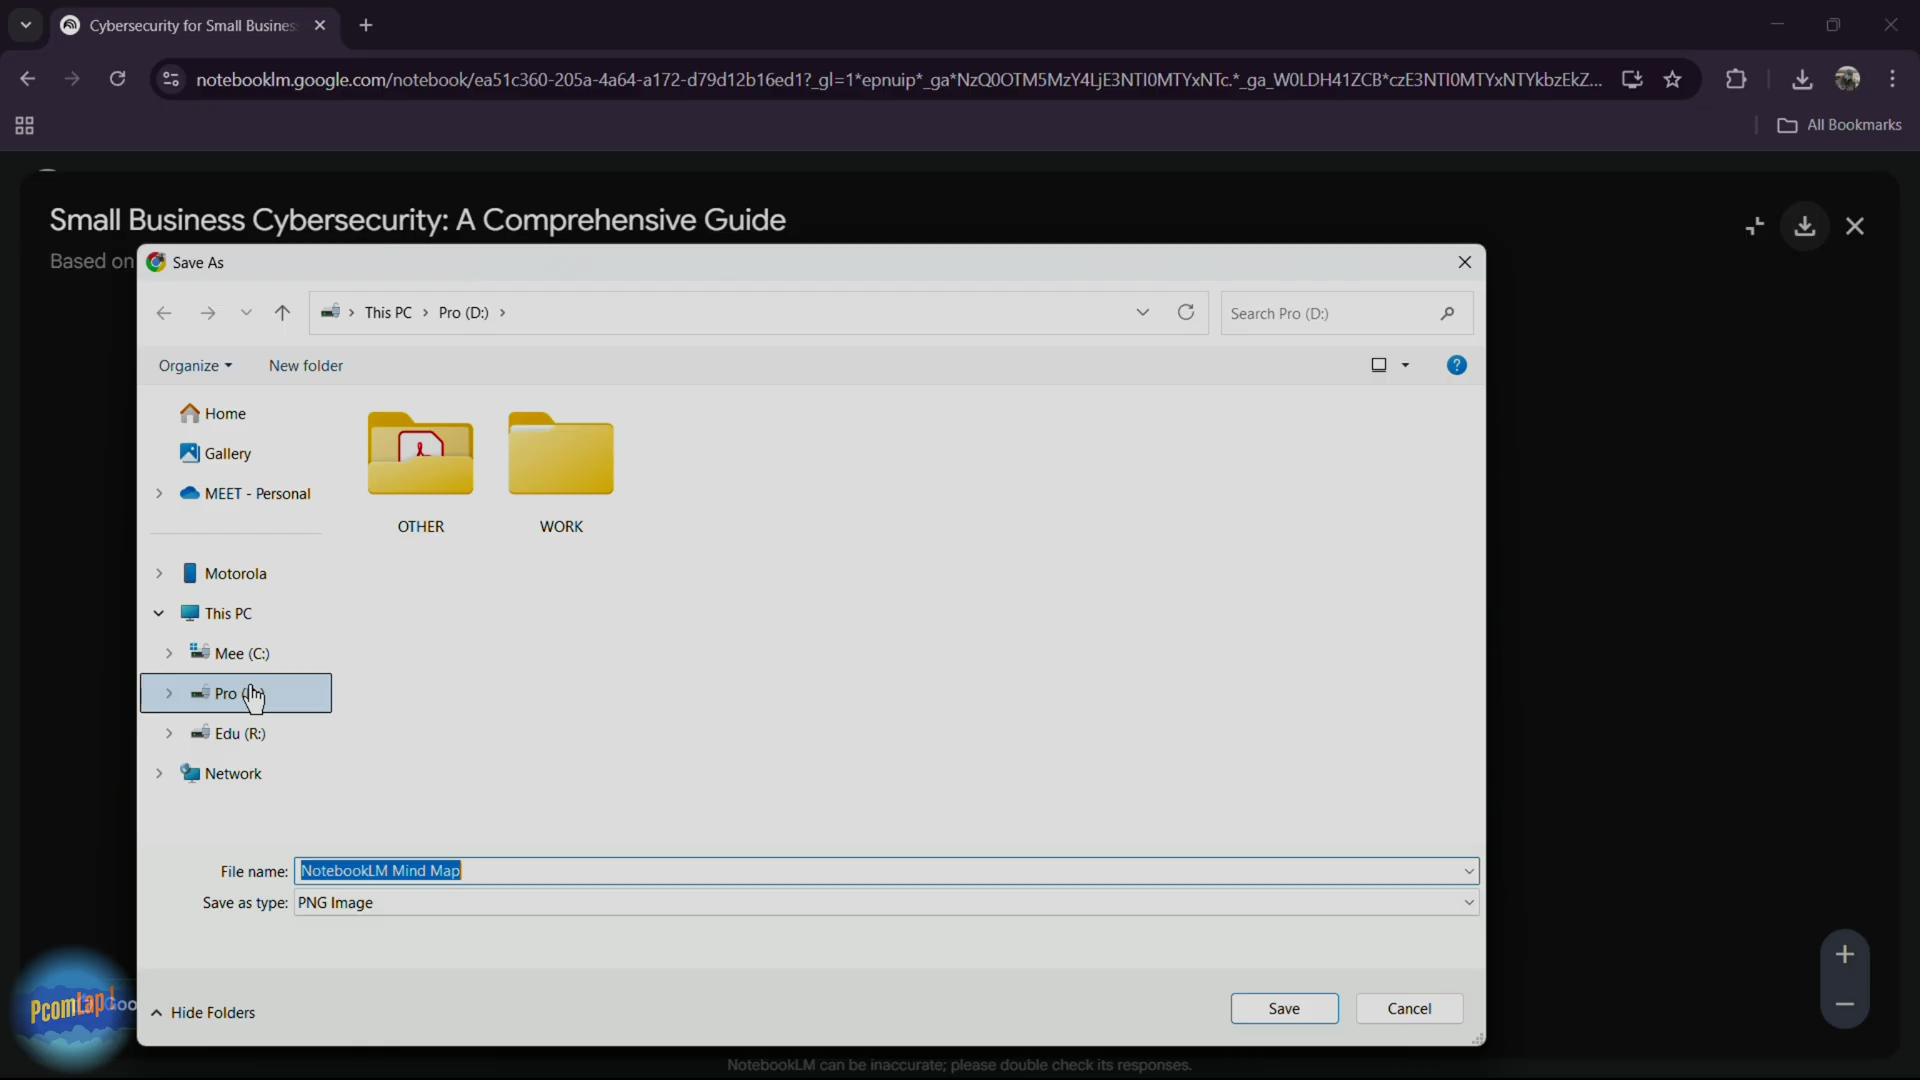 Cybersecurity for Small Busines
notebooklm.google.com/notebook/ea51c360-205a-4a64-a172-d79d12b16ed1?_gl=1*epnuip*_ga*NzQ0OTM5MzY4LjE3NTI0MTYxNTc.*_ga_W0LDH41ZCB*czE3NTI0MTYxNTYkbzEkZ...
All Bookmarks
Small Business Cybersecurity: A Comprehensive Guide
Based on
Save As
This PC > Pro (D:) >
Search Pro (D:)
Organize
New folder
Home
Gallery
MEET - Personal
OTHER
WORK
Motorola
This PC
Mee (C:)
Pro
Edu (R:)
Network
File name: NotebookLM Mind Map
Save as type: PNG Image
PcomLap!
Goo
Hide Folders
Save
Cancel
NotebookLM can be inaccurate; please double check its responses.